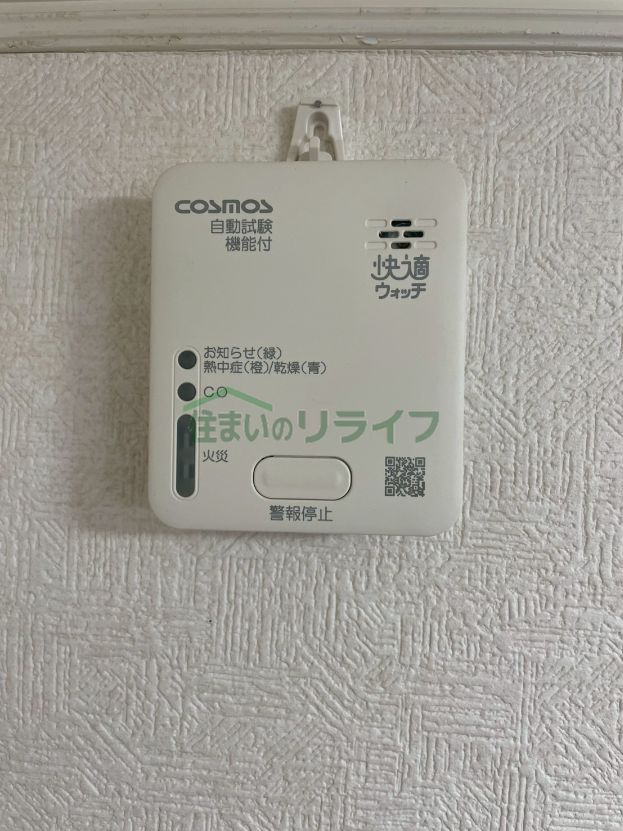 COSMOS
自動試験
機能付
快適
ウォッチ
お知らせ(緑)
熱中症(橙)/乾燥(青)
CO
住まいのリライフ
火災
警報停止